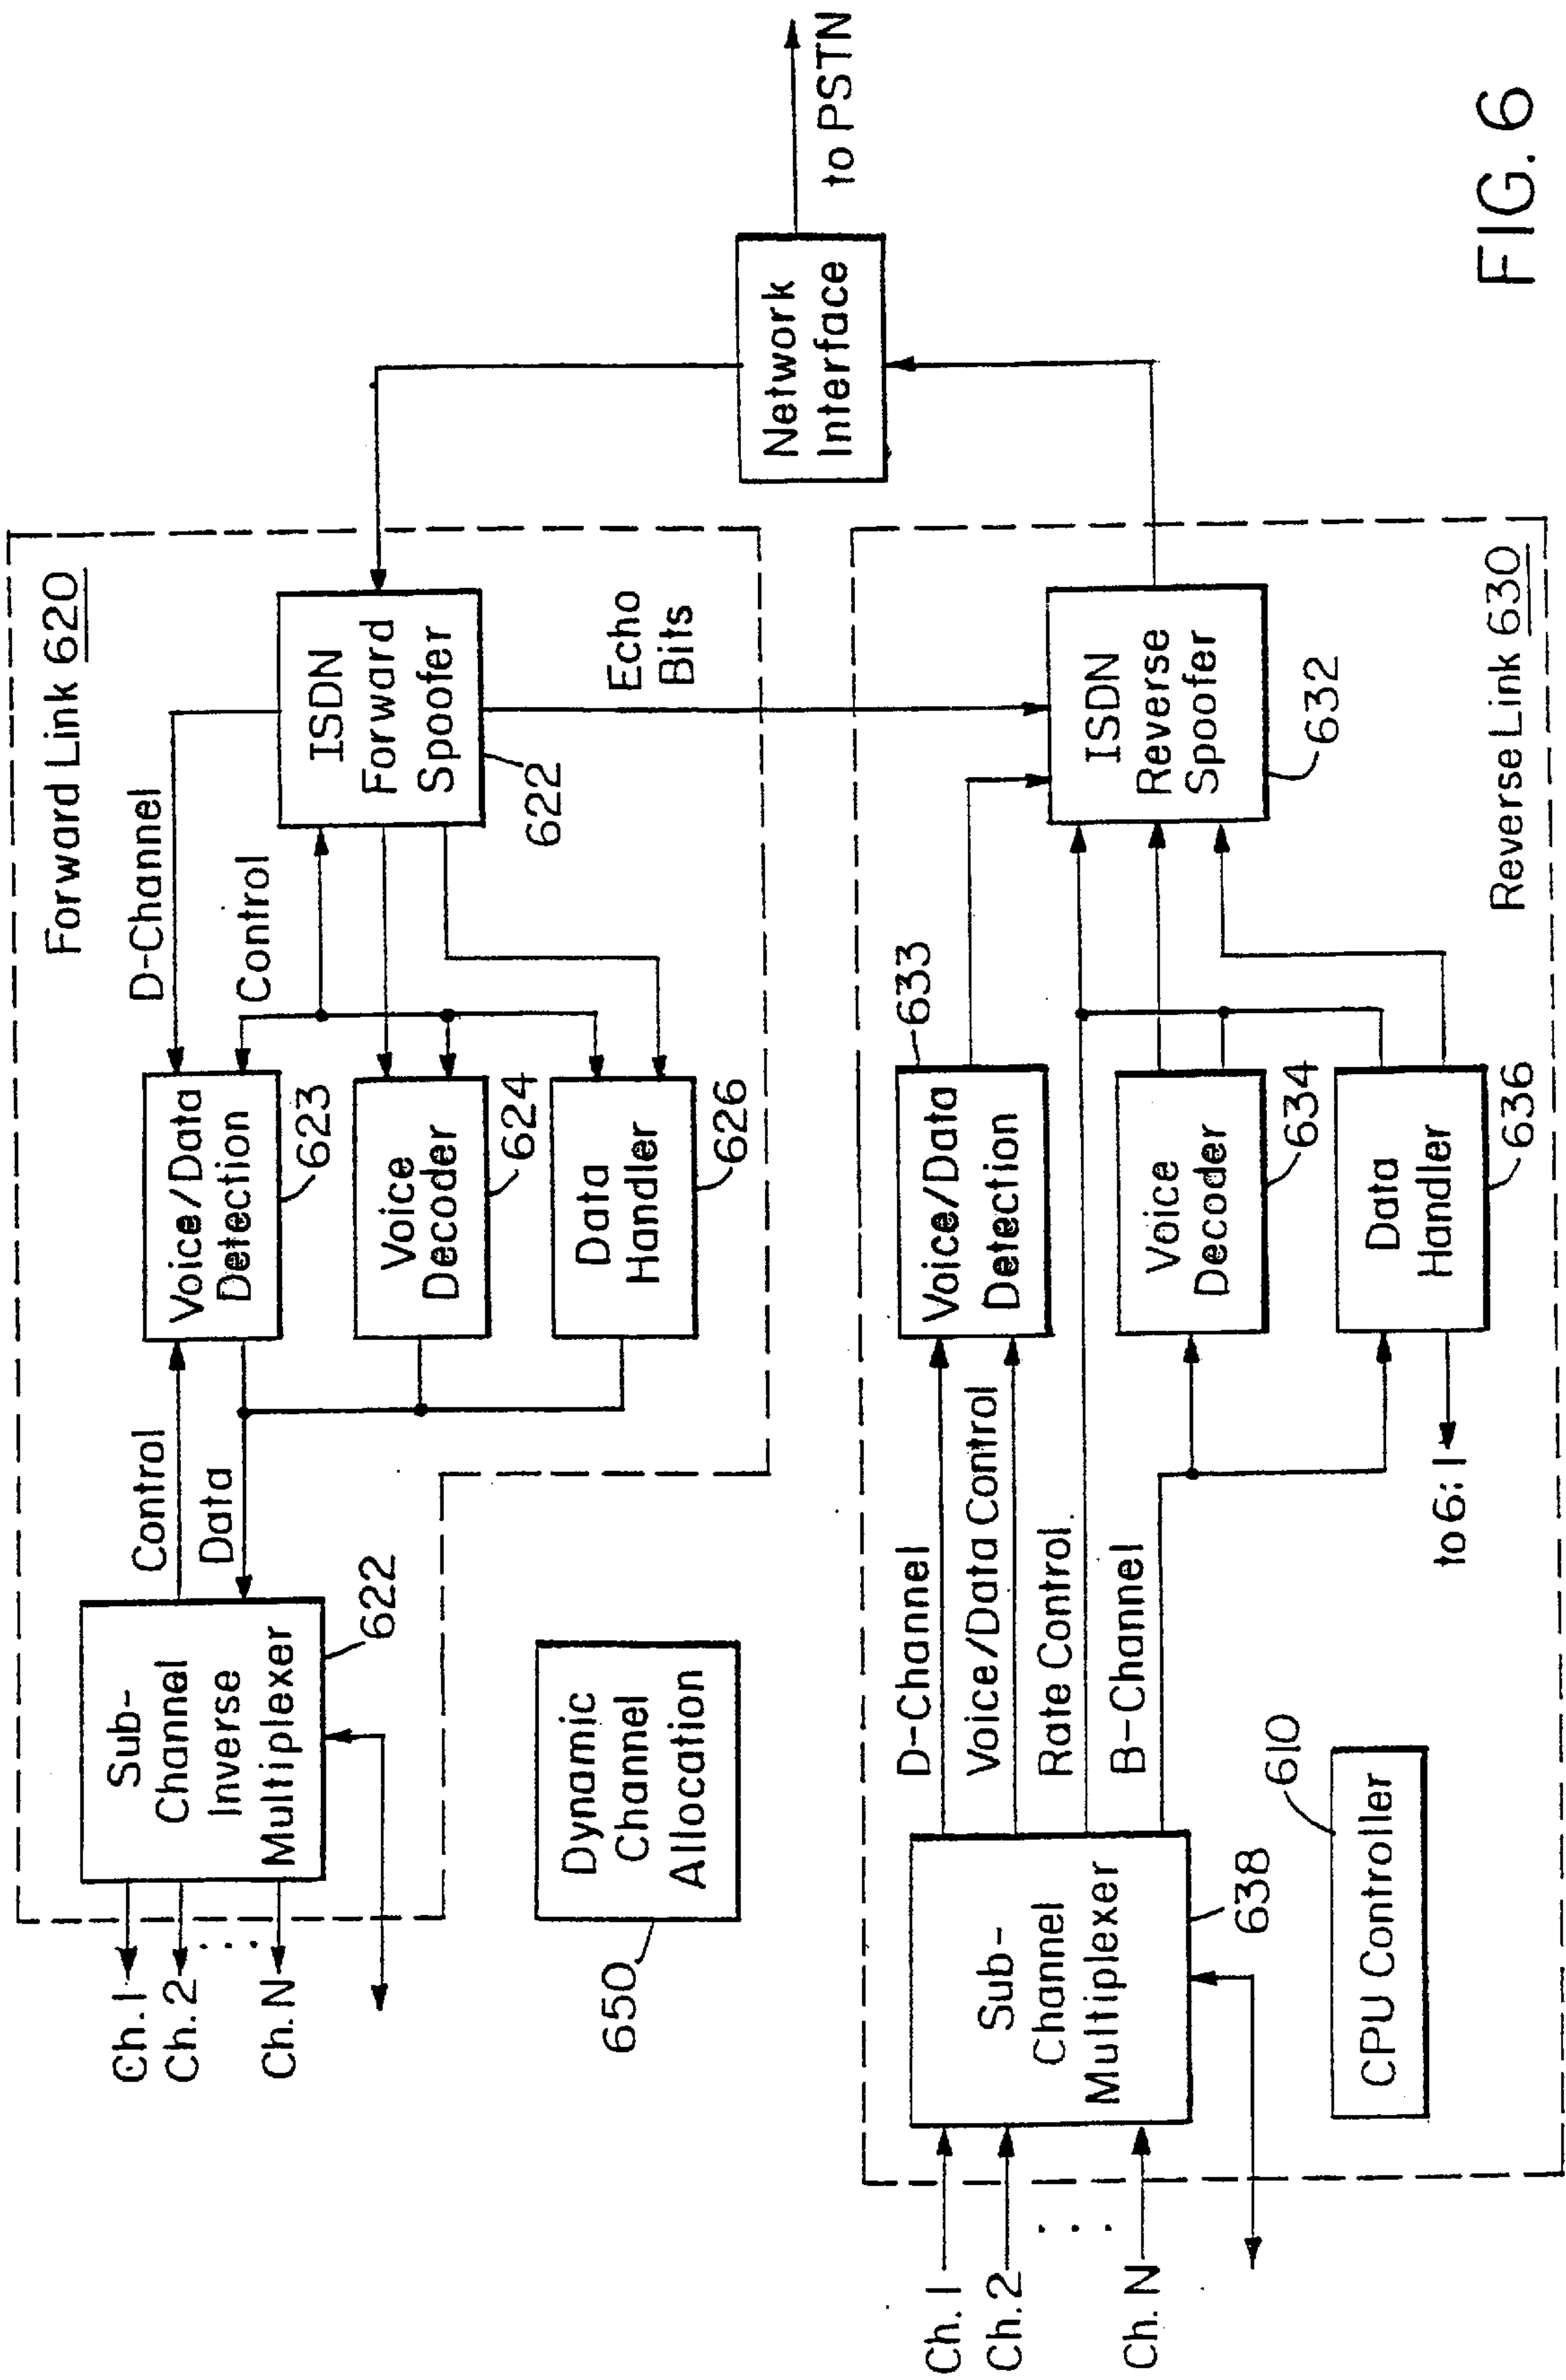 Forward Link 620
Sub-
Channel
Inverse
Multiplexer
622
Ch. 1
Ch. 2
...
Ch. N
Control
Data
Voice/Data
Detection
623
Voice
Decoder
624
Data
Handler
626
D-Channel
Control
ISDN
Forward
Spoofer
622
Echo
Bits
Dynamic
Channel
Allocation
650
Network
Interface
to PSTN
Ch. 1
Ch. 2
...
Ch. N
Sub-
Channel
Multiplexer
638
D-Channel
Voice/Data Control
Rate Control
B-Channel
Voice/Data
Detection
633
Voice
Decoder
634
Data
Handler
636
to 6: 1
ISDN
Reverse
Spoofer
632
CPU Controller
610
Reverse Link 630
FIG. 6